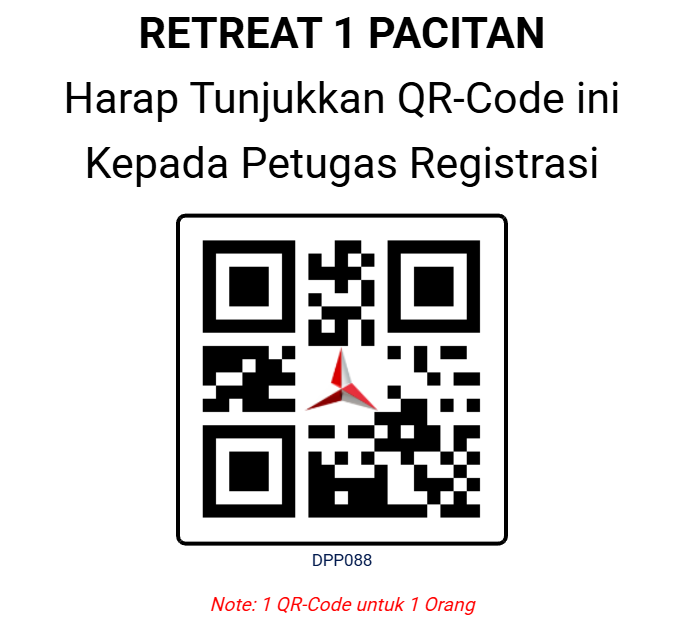 RETREAT 1 PACITAN
Harap Tunjukkan QR-Code ini
Kepada Petugas Registrasi
DPP088
Note: 1 QR-Code untuk 1 Orang